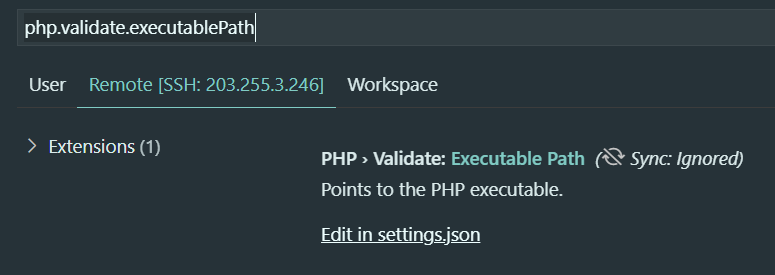 php.validate.executablePath
User Remote [SSH: 203.255.3.246] Workspace
Extensions (1)
PHP › Validate: Executable Path (Sync: Ignored)
Points to the PHP executable.
Edit in settings.json